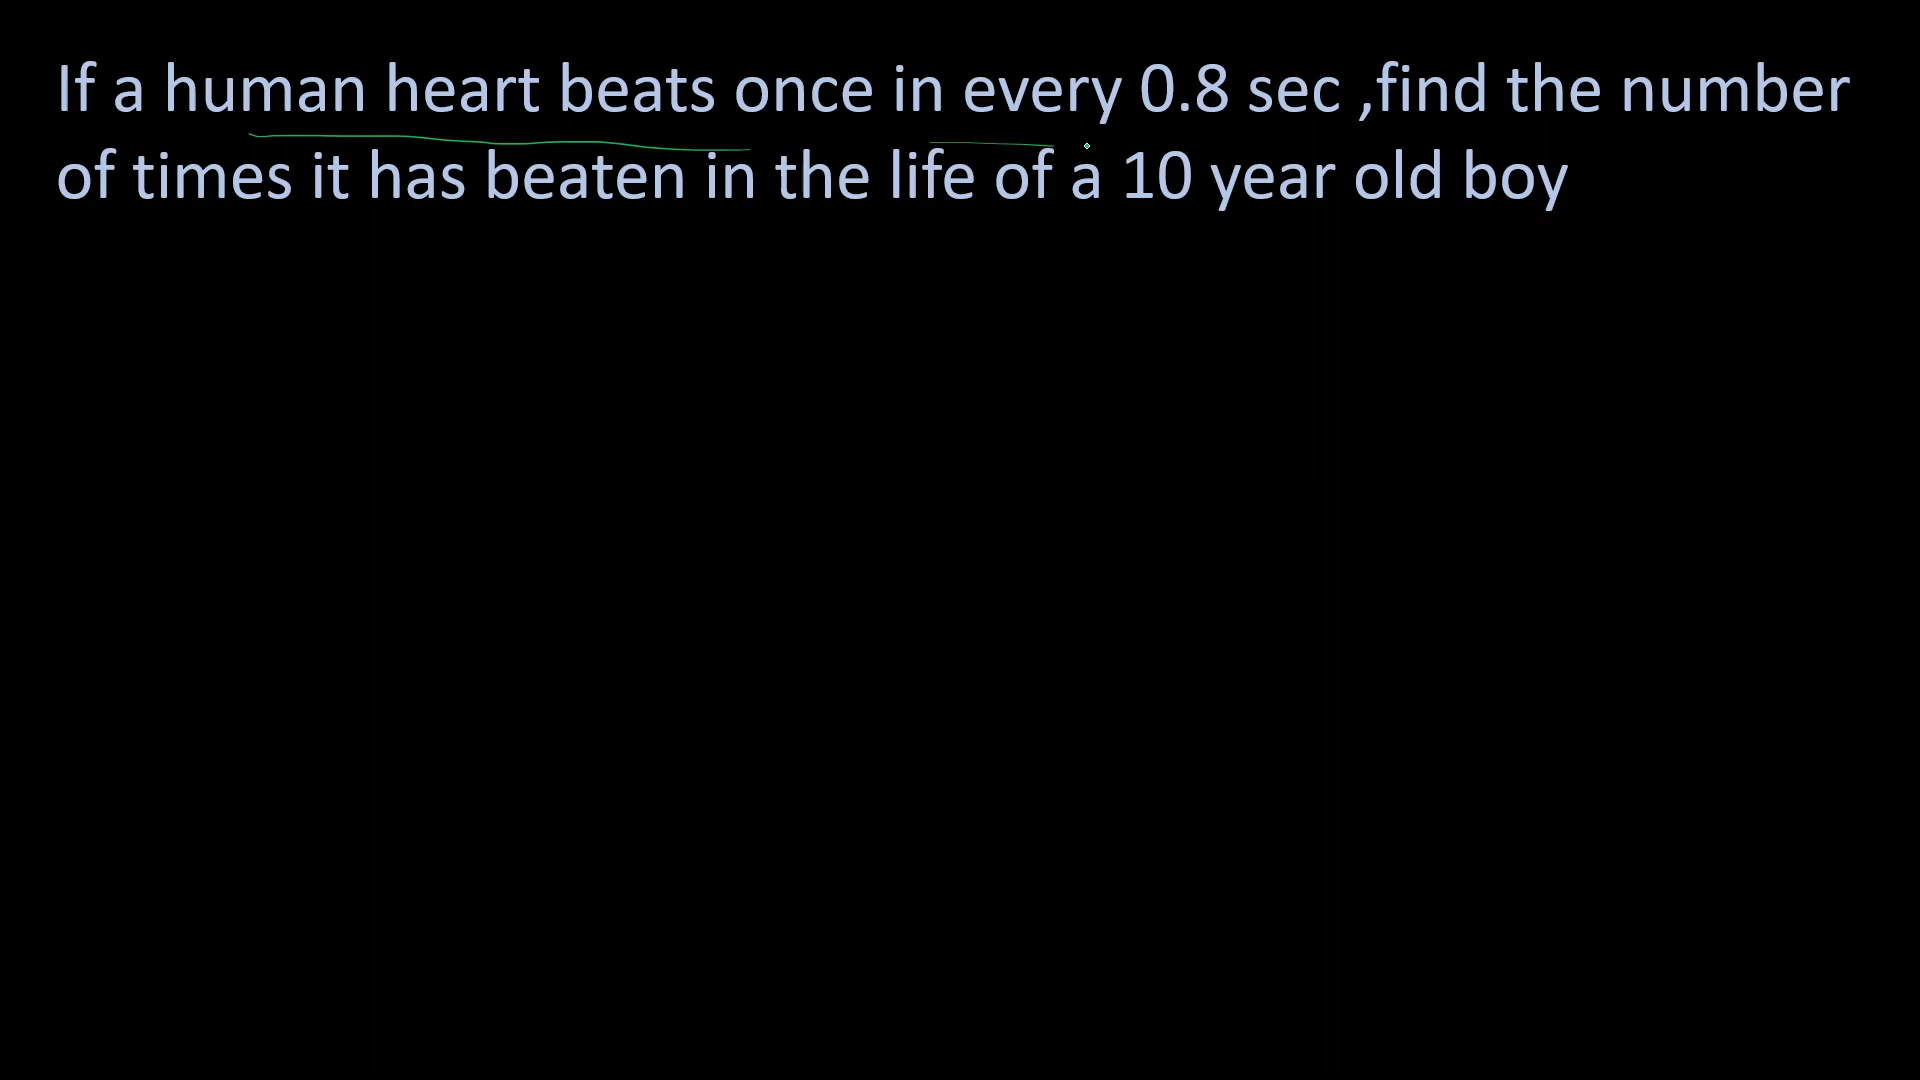 If a human heart beats once in every 0.8 sec ,find the number
of times it has beaten in the life of a 10 year old boy